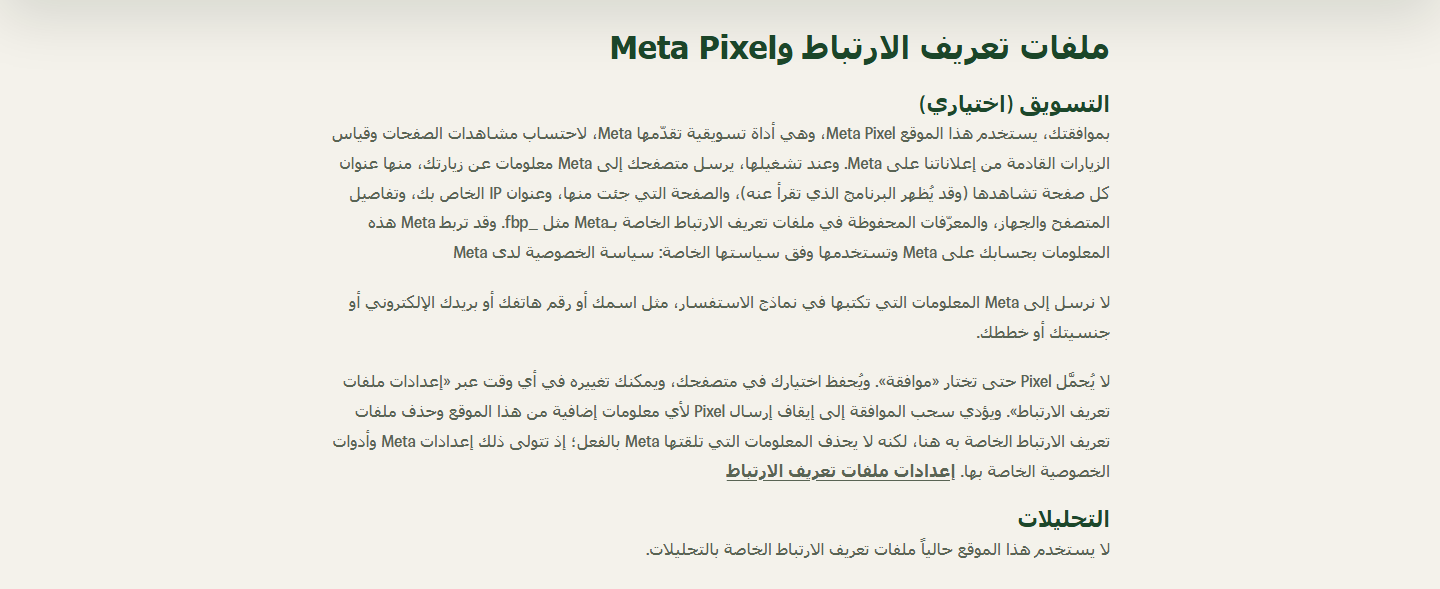 ملفات تعريف الارتباط وMeta Pixel
التسويق (اختياري)
بموافقتك، يستخدم هذا الموقع Meta Pixel، وهي أداة تسويقية تقدّمها Meta، لاحتساب مشاهدات الصفحات وقياس
الزيارات القادمة من إعلاناتنا على Meta. وعند تشغيلها، يرسل متصفحك إلى Meta معلومات عن زيارتك، منها عنوان
كل صفحة تشاهدها (وقد يُظهر البرنامج الذي تقرأ عنه)، والصفحة التي جئت منها، وعنوان IP الخاص بك، وتفاصيل
المتصفح والجهاز، والمعرّفات المحفوظة في ملفات تعريف الارتباط الخاصة بـMeta مثل _fbp. وقد تربط Meta هذه
المعلومات بحسابك على Meta وتستخدمها وفق سياستها الخاصة: سياسة الخصوصية لدى Meta
لا نرسل إلى Meta المعلومات التي تكتبها في نماذج الاستفسار، مثل اسمك أو رقم هاتفك أو بريدك الإلكتروني أو
جنسيتك أو خططك.
لا يُحمَّل Pixel حتى تختار «موافقة». ويُحفظ اختيارك في متصفحك، ويمكنك تغييره في أي وقت عبر «إعدادات ملفات
تعريف الارتباط». ويؤدي سحب الموافقة إلى إيقاف إرسال Pixel لأي معلومات إضافية من هذا الموقع وحذف ملفات
تعريف الارتباط الخاصة به هنا، لكنه لا يحذف المعلومات التي تلقتها Meta بالفعل؛ إذ تتولى ذلك إعدادات Meta وأدوات
الخصوصية الخاصة بها. إعدادات ملفات تعريف الارتباط
التحليلات
لا يستخدم هذا الموقع حالياً ملفات تعريف الارتباط الخاصة بالتحليلات.